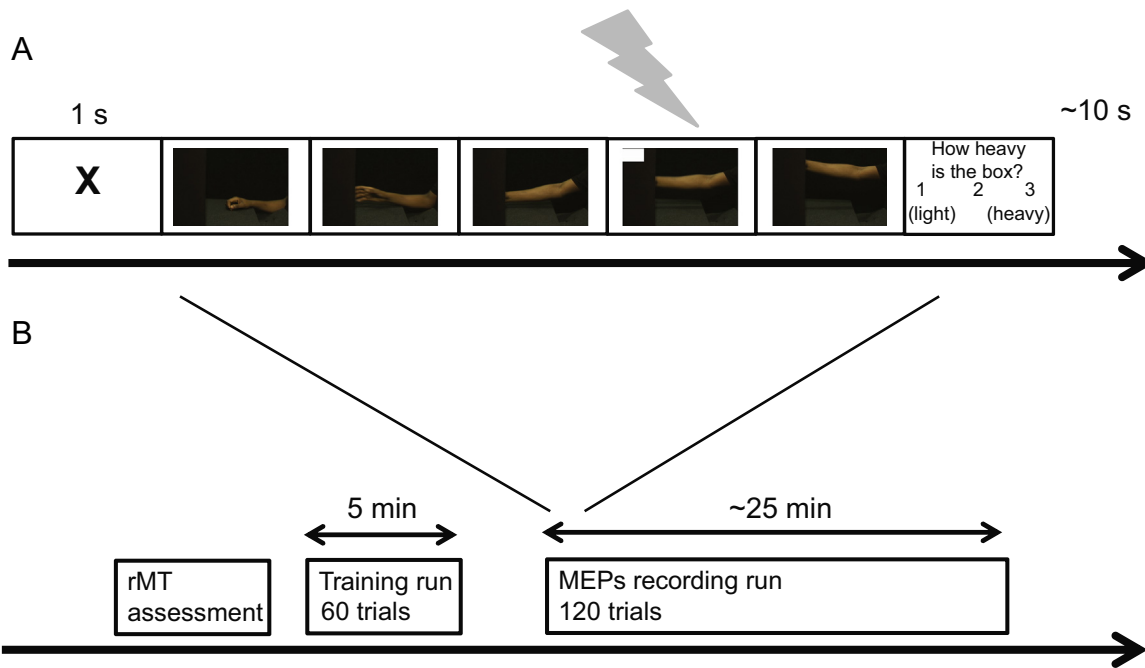 A
1 s
~10 s
X
How heavy
is the box?
1 2 3
(light) (heavy)
B
5 min
~25 min
rMT
assessment
Training run
60 trials
MEPs recording run
120 trials